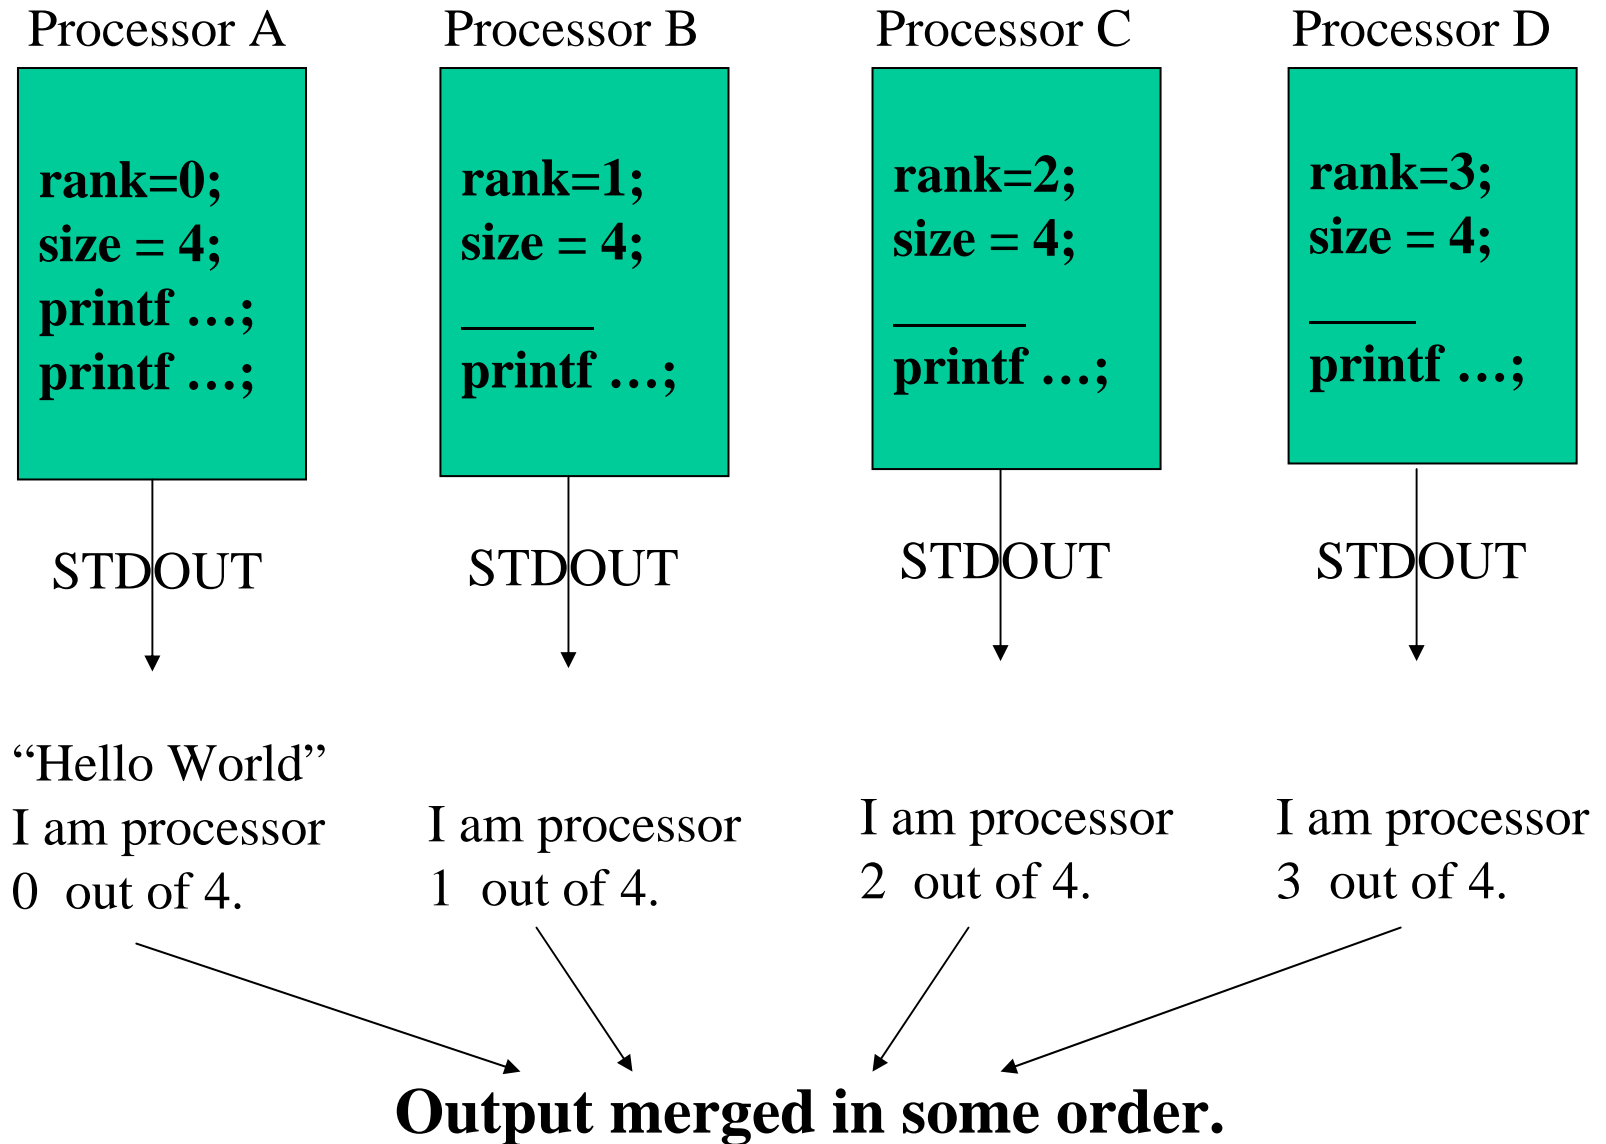 Processor A
Processor B
Processor C
Processor D
rank=0;
size = 4;
printf …;
printf …;
rank=1;
size = 4;
_____
printf …;
rank=2;
size = 4;
_____
printf …;
rank=3;
size = 4;
____
printf …;
STDOUT
STDOUT
STDOUT
STDOUT
“Hello World”
I am processor
0 out of 4.
I am processor
1 out of 4.
I am processor
2 out of 4.
I am processor
3 out of 4.
Output merged in some order.